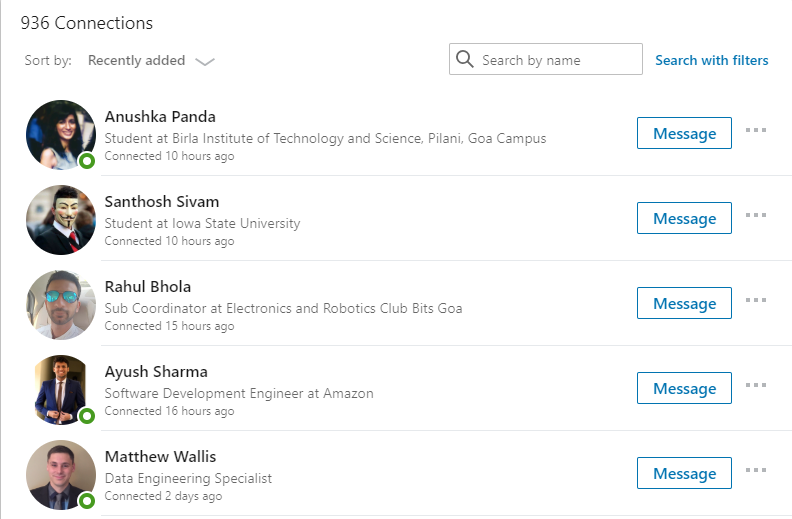 936 Connections
Sort by: Recently added
Search by name
Search with filters
Anushka Panda
Student at Birla Institute of Technology and Science, Pilani, Goa Campus
Connected 10 hours ago
Message
Santhosh Sivam
Student at Iowa State University
Connected 10 hours ago
Message
Rahul Bhola
Sub Coordinator at Electronics and Robotics Club Bits Goa
Connected 15 hours ago
Message
Ayush Sharma
Software Development Engineer at Amazon
Connected 16 hours ago
Message
Matthew Wallis
Data Engineering Specialist
Connected 2 days ago
Message